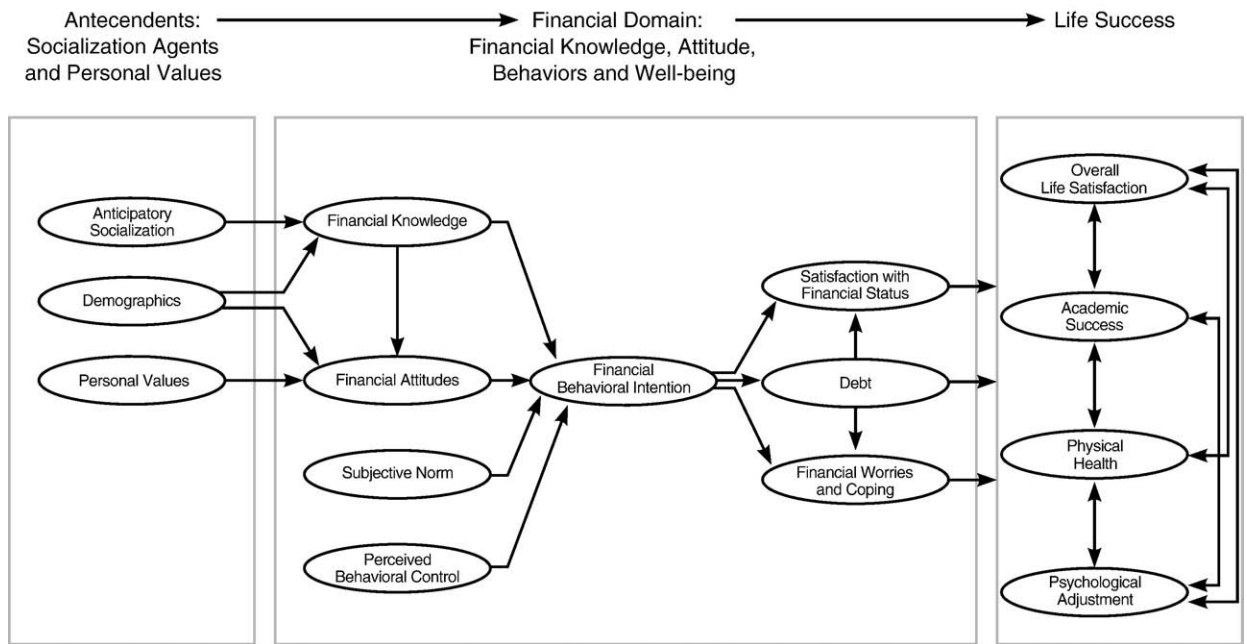 Antecendents:
Socialization Agents
and Personal Values
Financial Domain:
Financial Knowledge, Attitude,
Behaviors and Well-being
Life Success
Anticipatory
Socialization
Demographics
Personal Values
Financial Knowledge
Financial Attitudes
Subjective Norm
Perceived
Behavioral Control
Financial
Behavioral Intention
Satisfaction with
Financial Status
Debt
Financial Worries
and Coping
Overall
Life Satisfaction
Academic
Success
Physical
Health
Psychological
Adjustment